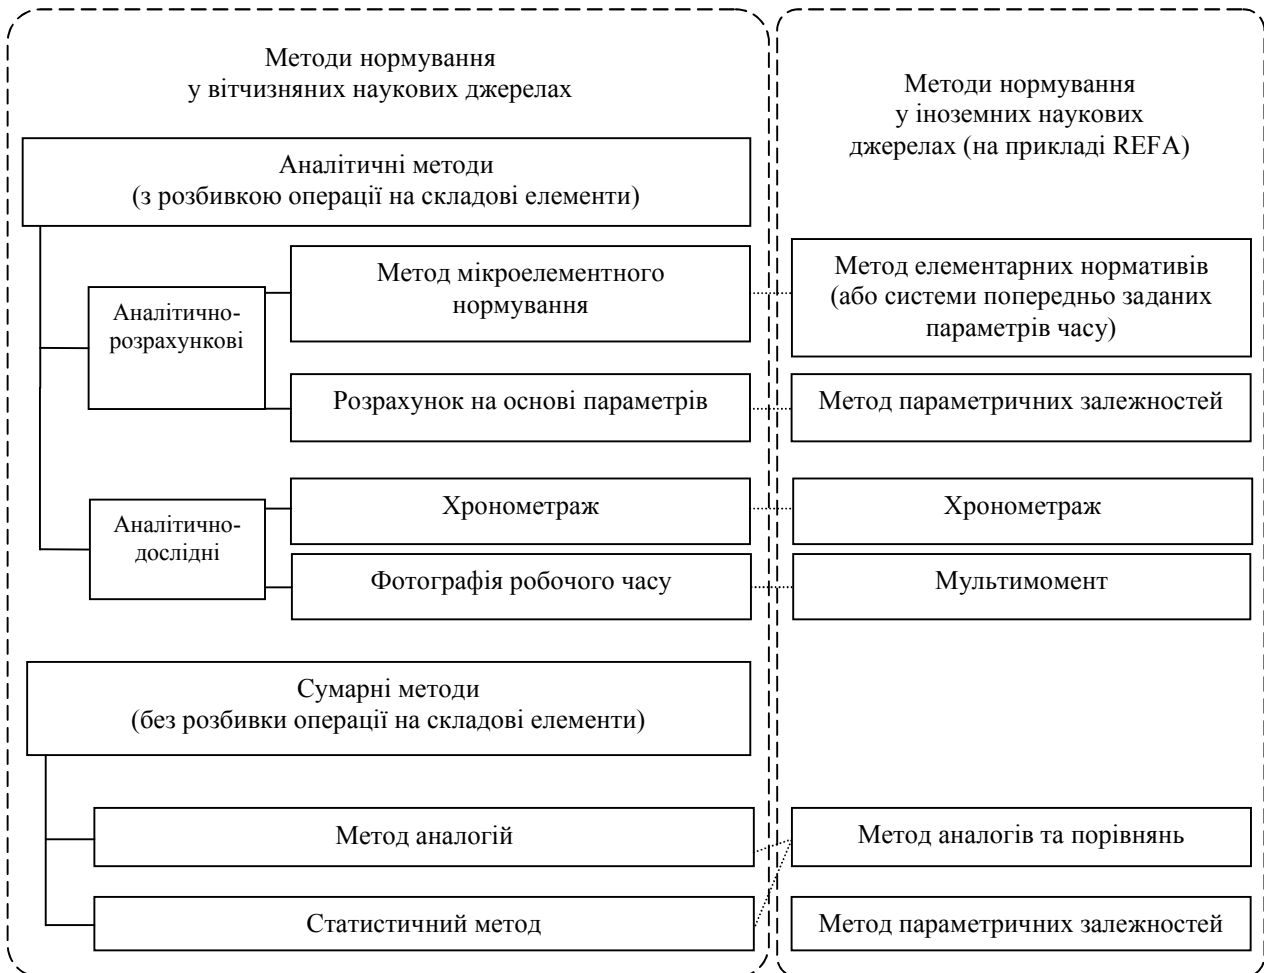 Методи нормування
у вітчизняних наукових джерелах
Методи нормування
у іноземних наукових
джерелах (на прикладі REFA)
Аналітичні методи
(з розбивкою операції на складові елементи)
Аналітично-
розрахункові
Метод мікроелементного
нормування
Метод елементарних нормативів
(або системи попередньо заданих
параметрів часу)
Розрахунок на основі параметрів
Метод параметричних залежностей
Аналітично-
дослідні
Хронометраж
Хронометраж
Фотографія робочого часу
Мультимомент
Сумарні методи
(без розбивки операції на складові елементи)
Метод аналогій
Метод аналогів та порівнянь
Статистичний метод
Метод параметричних залежностей